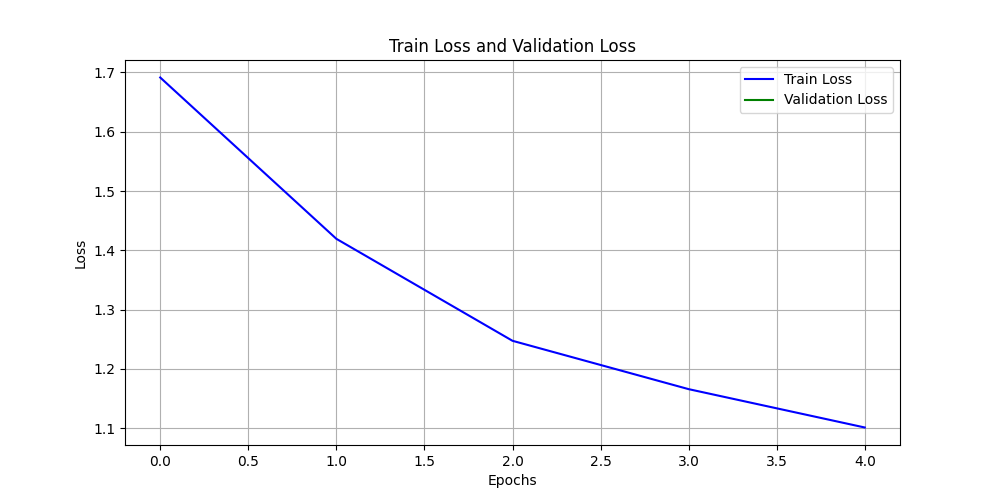 Train Loss and Validation Loss
Train Loss
Validation Loss
1.7
1.6
1.5
1.4
1.3
1.2
1.1
Loss
0.0 0.5 1.0 1.5 2.0 2.5 3.0 3.5 4.0
Epochs